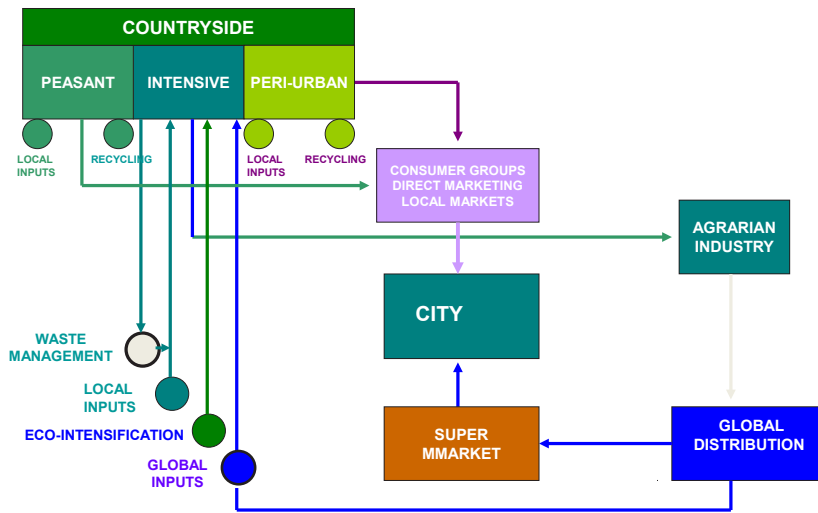 COUNTRYSIDE
PEASANT
INTENSIVE
PERI-URBAN
LOCAL
INPUTS
RECYCLING
LOCAL
INPUTS
RECYCLING
CONSUMER GROUPS
DIRECT MARKETING
LOCAL MARKETS
AGRARIAN
INDUSTRY
CITY
WASTE
MANAGEMENT
LOCAL
INPUTS
ECO-INTENSIFICATION
GLOBAL
INPUTS
SUPER
MMARKET
GLOBAL
DISTRIBUTION